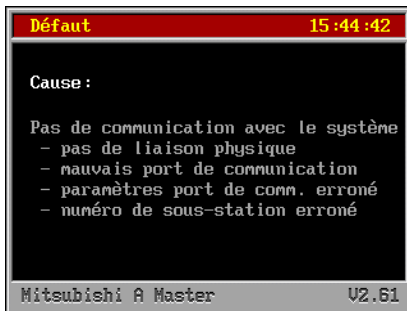 Défaut 15:44:42
Cause:
Pas de communication avec le système
- pas de liaison physique
- mauvais port de communication
- paramètres port de comm. erroné
- numéro de sous-station erroné
Mitsubishi A Master V2.61